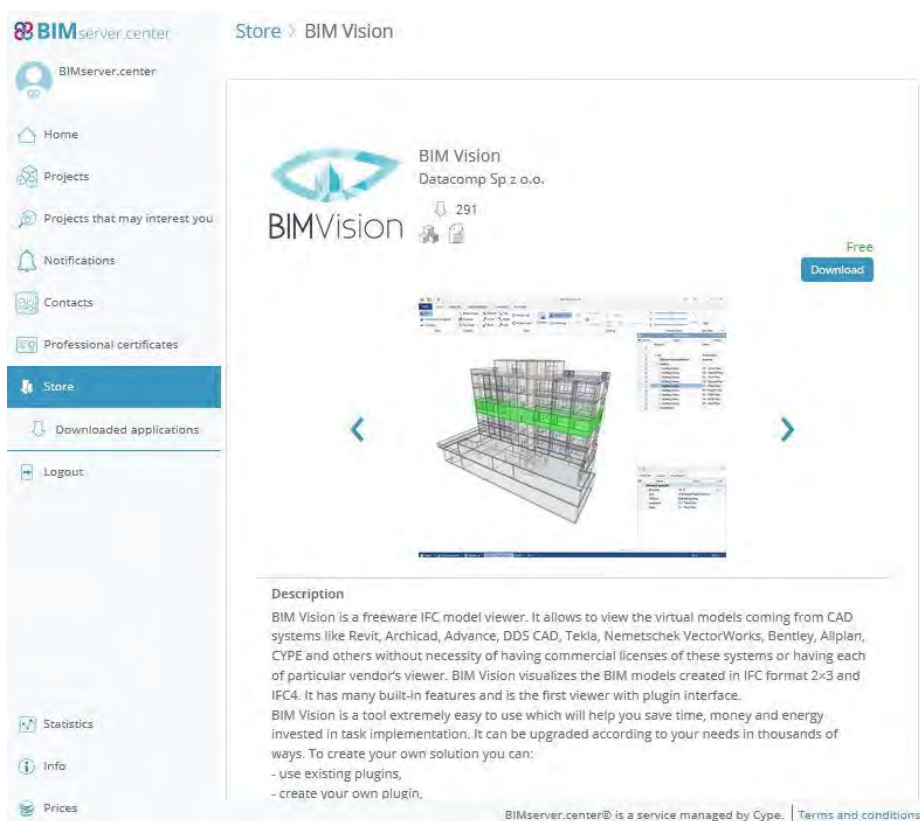 BIMserver.center
Store > BIM Vision
BIMserver.center
Home
Projects
Projects that may interest you
Notifications
Contacts
Professional certificates
Store
Downloaded applications
Logout
Statistics
Info
Prices
BIMVision
BIM Vision
Datacomp Sp z o.o.
291
Free
Download
Description
BIM Vision is a freeware IFC model viewer. It allows to view the virtual models coming from CAD
systems like Revit, Archicad, Advance, DDS CAD, Tekla, Nemetschek VectorWorks, Bentley, Allplan,
CYPE and others without necessity of having commercial licenses of these systems or having each
of particular vendor's viewer. BIM Vision visualizes the BIM models created in IFC format 2×3 and
IFC4. It has many built-in features and is the first viewer with plugin interface.
BIM Vision is a tool extremely easy to use which will help you save time, money and energy
invested in task implementation. It can be upgraded according to your needs in thousands of
ways. To create your own solution you can:
- use existing plugins,
- create your own plugin,
BIMserver.center® is a service managed by Cype. | Terms and conditions